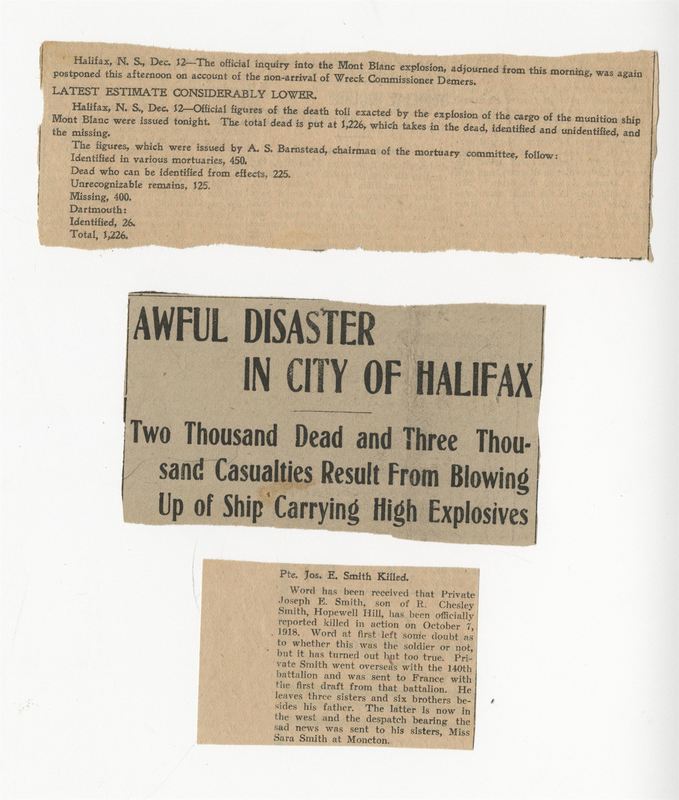 Halifax, N. S., Dec. 12—The official inquiry into the Mont Blanc explosion, adjourned from this morning, was again
postponed this afternoon on account of the non-arrival of Wreck Commissioner Demers.
LATEST ESTIMATE CONSIDERABLY LOWER.
Halifax, N. S., Dec. 12—Official figures of the death toll exacted by the explosion of the cargo of the munition ship
Mont Blanc were issued tonight. The total dead is put at 1,226, which takes in the dead, identified and unidentified, and
the missing.
The figures, which were issued by A. S. Barnstead, chairman of the mortuary committee, follow:
Identified in various mortuaries, 450.
Dead who can be identified from effects, 225.
Unrecognizable remains, 125.
Missing, 400.
Dartmouth:
Identified, 26.
Total, 1,226.
AWFUL DISASTER
IN CITY OF HALIFAX
Two Thousand Dead and Three Thou-
sand Casualties Result From Blowing
Up of Ship Carrying High Explosives
Pte. Jos. E. Smith Killed.
Word has been received that Private
Joseph E. Smith, son of R. Chesley
Smith, Hopewell Hill, has been officially
reported killed in action on October 7,
1918. Word at first left some doubt as
to whether this was the soldier or not,
but it has turned out but too true. Pri-
vate Smith went overseas with the 140th
battalion and was sent to France with
the first draft from that battalion. He
leaves three sisters and six brothers be-
sides his father. The latter is now in
the west and the despatch bearing the
sad news was sent to his sisters, Miss
Sara Smith at Moncton.